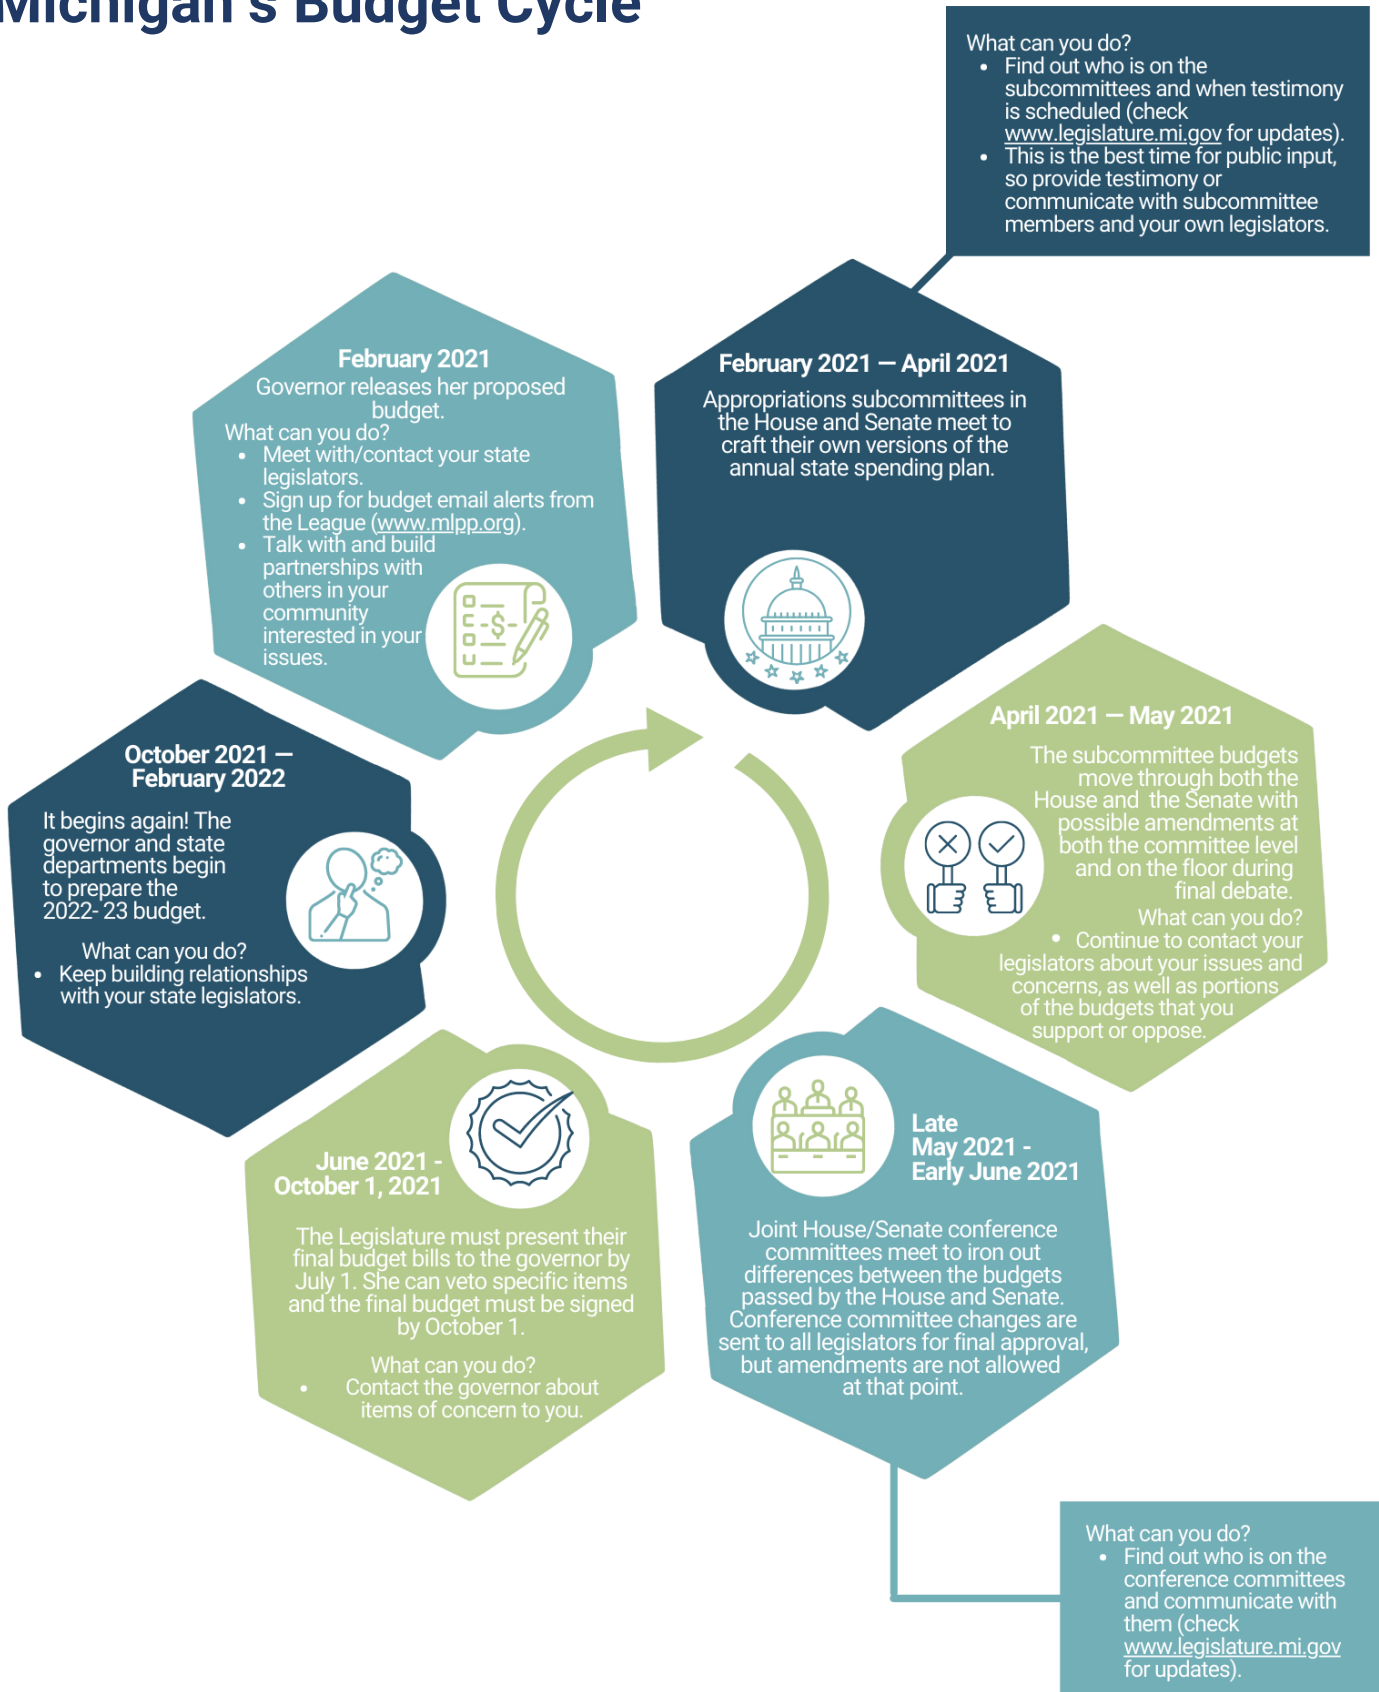 Michigan's Budget Cycle
What can you do?
• Find out who is on the
subcommittees and when testimony
is scheduled (check
www.legislature.mi.gov for updates).
• This is the best time for public input,
so provide testimony or
communicate with subcommittee
members and your own legislators.
February 2021
Governor releases her proposed
budget.
What can you do?
• Meet with/contact your state
legislators.
• Sign up for budget email alerts from
the League (www.mlpp.org).
• Talk with and build
partnerships with
others in your
community
interested in your
issues.
February 2021 — April 2021
Appropriations subcommittees in
the House and Senate meet to
craft their own versions of the
annual state spending plan.
April 2021 — May 2021
The subcommittee budgets
move through both the
House and the Senate with
possible amendments at
both the committee level
and on the floor during
final debate.
What can you do?
• Continue to contact your
legislators about your issues and
concerns, as well as portions
of the budgets that you
support or oppose.
Late
May 2021 -
Early June 2021
Joint House/Senate conference
committees meet to iron out
differences between the budgets
passed by the House and Senate.
Conference committee changes are
sent to all legislators for final approval,
but amendments are not allowed
at that point.
What can you do?
• Find out who is on the
conference committees
and communicate with
them (check
www.legislature.mi.gov
for updates).
June 2021 -
October 1, 2021
The Legislature must present their
final budget bills to the governor by
July 1. She can veto specific items
and the final budget must be signed
by October 1.
What can you do?
• Contact the governor about
items of concern to you.
October 2021 —
February 2022
It begins again! The
governor and state
departments begin
to prepare the
2022- 23 budget.
What can you do?
• Keep building relationships
with your state legislators.